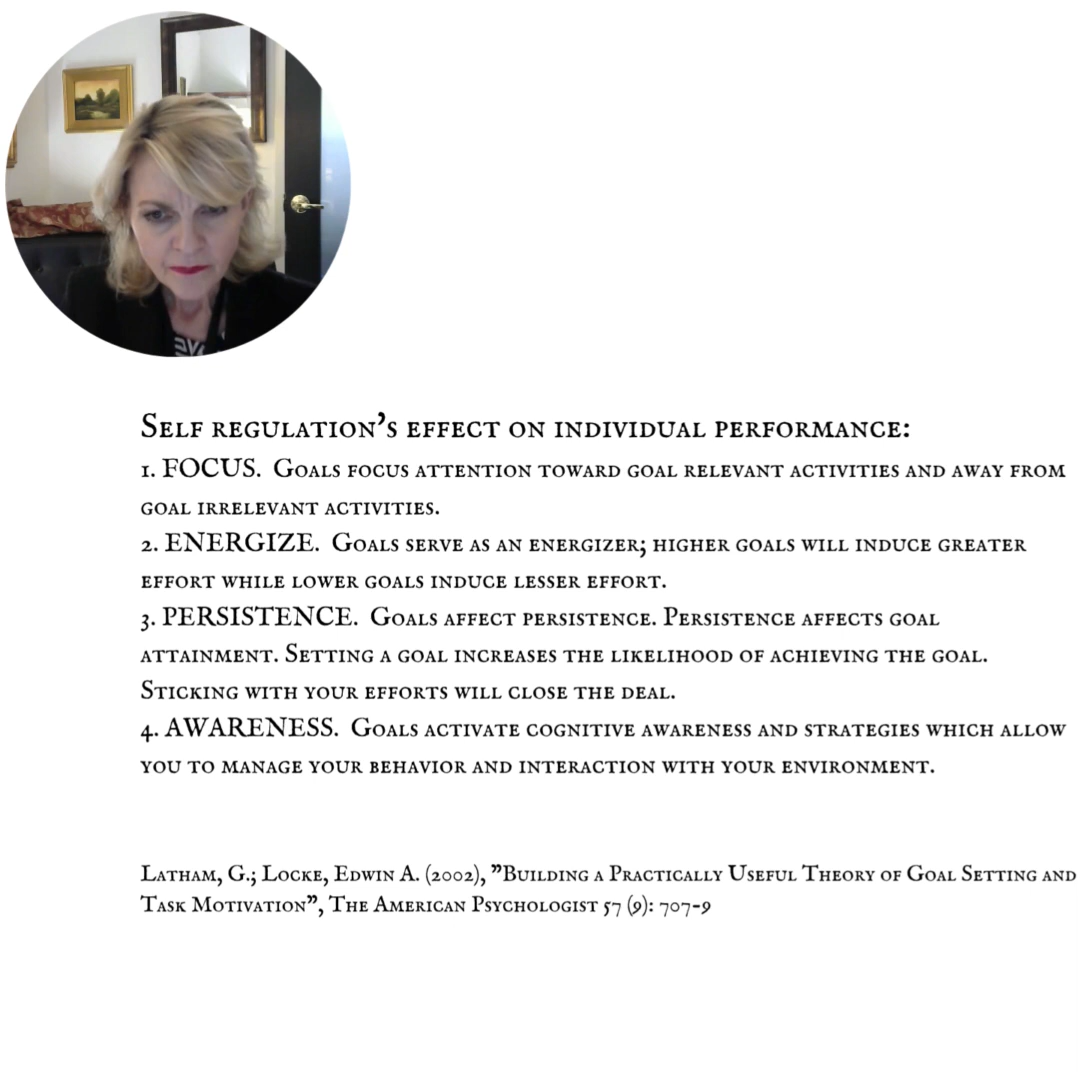 Self regulation's effect on individual performance:
1. FOCUS. Goals focus attention toward goal relevant activities and away from
goal irrelevant activities.
2. ENERGIZE. Goals serve as an energizer; higher goals will induce greater
effort while lower goals induce lesser effort.
3. PERSISTENCE. Goals affect persistence. Persistence affects goal
attainment. Setting a goal increases the likelihood of achieving the goal.
Sticking with your efforts will close the deal.
4. AWARENESS. Goals activate cognitive awareness and strategies which allow
you to manage your behavior and interaction with your environment.
Latham, G.; Locke, Edwin A. (2002), "Building a Practically Useful Theory of Goal Setting and
Task Motivation", The American Psychologist 57 (9): 707-9